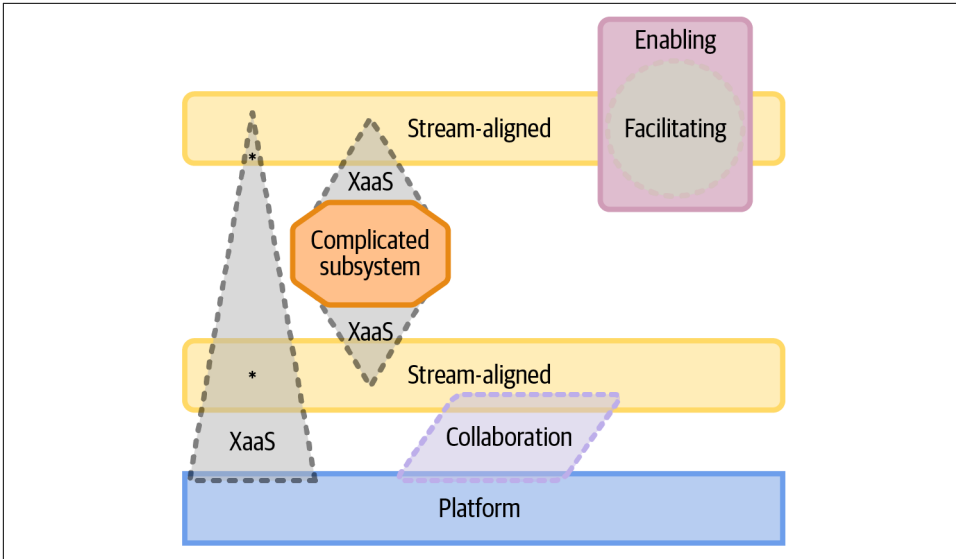 Enabling
Stream-aligned
Facilitating
*
XaaS
Complicated
subsystem
XaaS
*
Stream-aligned
XaaS
Collaboration
Platform